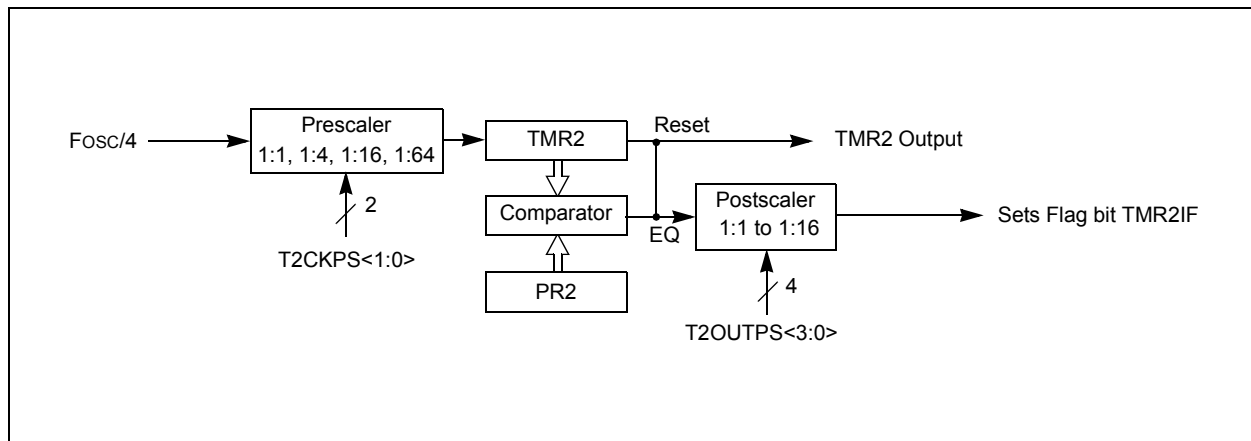 Fosc/4
Prescaler
1:1, 1:4, 1:16, 1:64
2
T2CKPS<1:0>
TMR2
Reset
TMR2 Output
Comparator
EQ
Postscaler
1:1 to 1:16
Sets Flag bit TMR2IF
PR2
4
T2OUTPS<3:0>